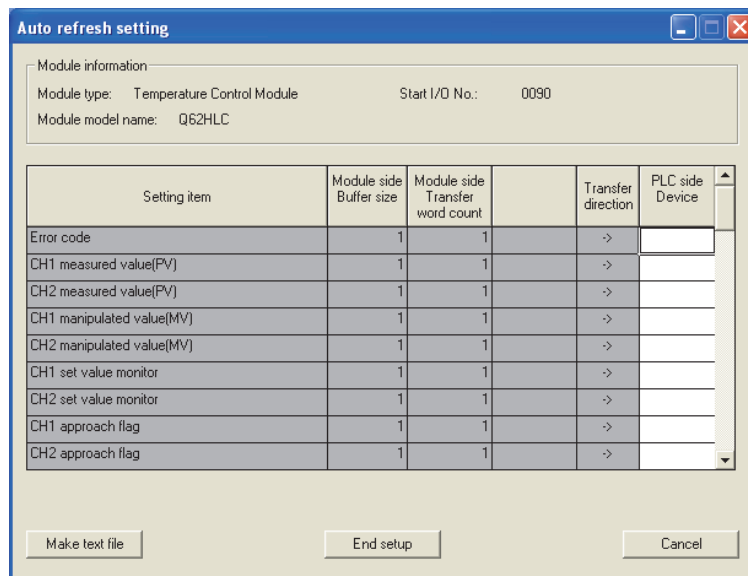 Auto refresh setting
Module information
Module type: Temperature Control Module Start I/O No.: 0090
Module model name: Q62HLC
Setting item Module side Buffer size Module side Transfer word count Transfer direction PLC side Device
Error code 1 1 ->
CH1 measured value(PV) 1 1 ->
CH2 measured value(PV) 1 1 ->
CH1 manipulated value(MV) 1 1 ->
CH2 manipulated value(MV) 1 1 ->
CH1 set value monitor 1 1 ->
CH2 set value monitor 1 1 ->
CH1 approach flag 1 1 ->
CH2 approach flag 1 1 ->
Make text file End setup Cancel